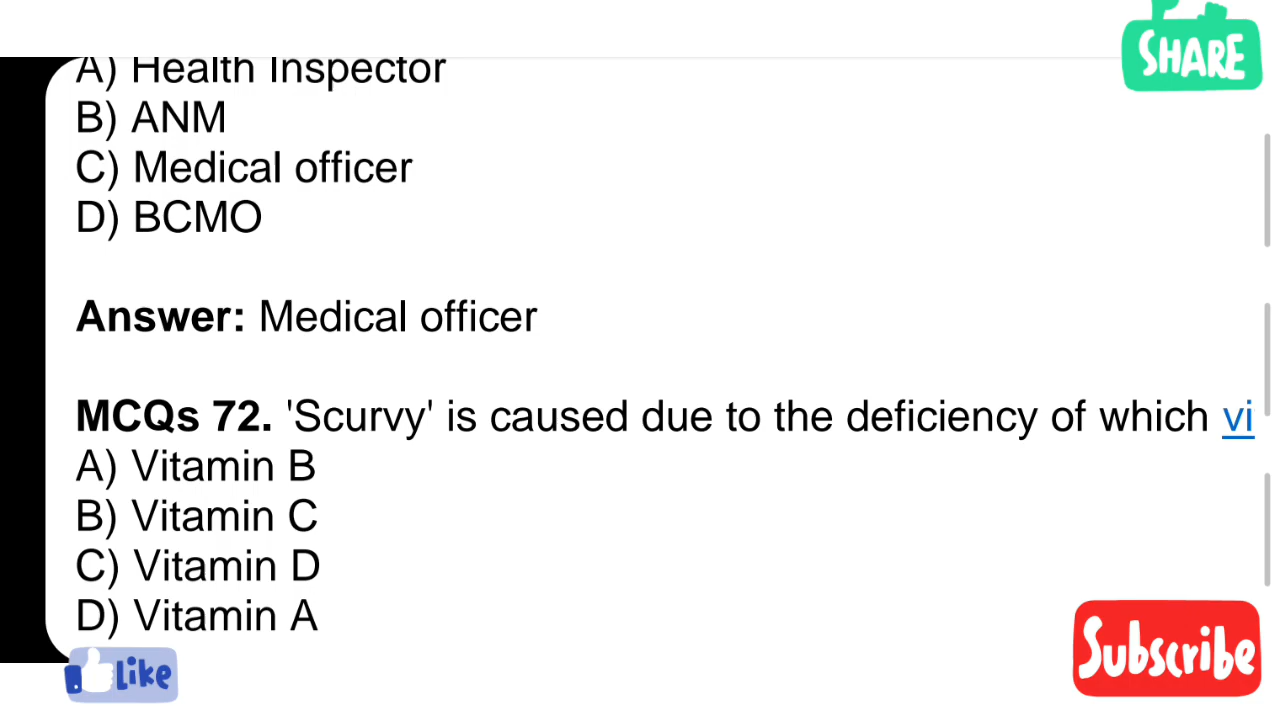 SHARE
A) Health Inspector
B) ANM
C) Medical officer
D) BCMO
Answer: Medical officer
MCQs 72. 'Scurvy' is caused due to the deficiency of which vi
A) Vitamin B
B) Vitamin C
C) Vitamin D
D) Vitamin A
Like
Subscribe